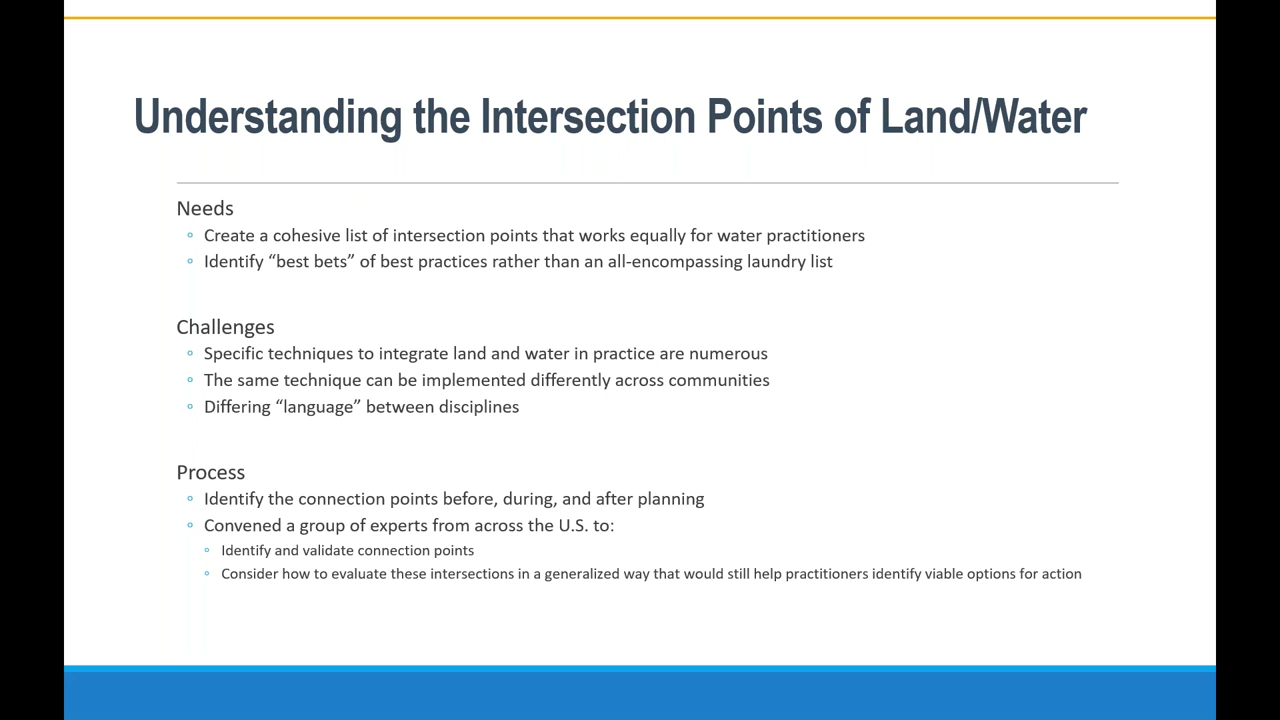 Understanding the Intersection Points of Land/Water
Needs
◦ Create a cohesive list of intersection points that works equally for water practitioners
◦ Identify “best bets” of best practices rather than an all-encompassing laundry list
Challenges
◦ Specific techniques to integrate land and water in practice are numerous
◦ The same technique can be implemented differently across communities
◦ Differing “language” between disciplines
Process
◦ Identify the connection points before, during, and after planning
◦ Convened a group of experts from across the U.S. to:
◦ Identify and validate connection points
◦ Consider how to evaluate these intersections in a generalized way that would still help practitioners identify viable options for action